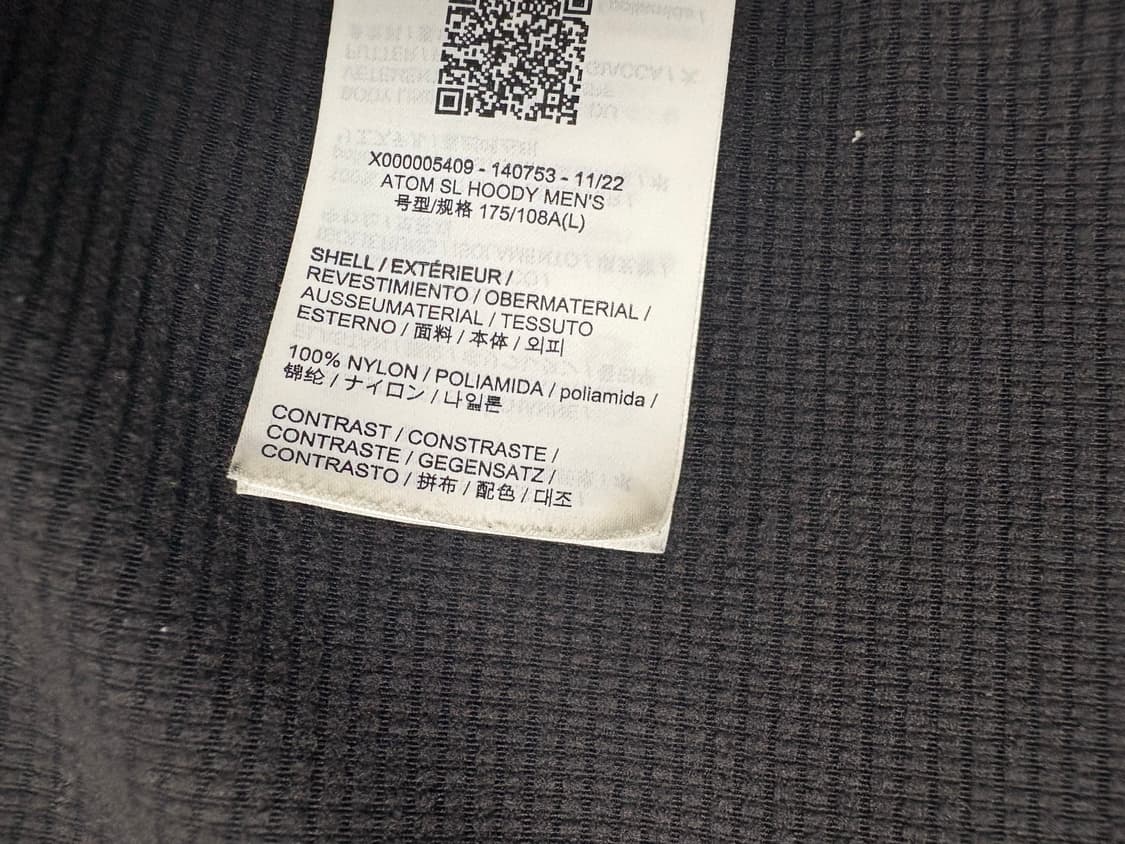 X000005409 - 140753 - 11/22
ATOM SL HOODY MEN'S
号型/规格 175/108A(L)
SHELL / EXTÉRIEUR /
REVESTIMIENTO / OBERMATERIAL /
AUSSEUMATERIAL / TESSUTO
ESTERNO / 面料 / 本体 / 외피
100% NYLON / POLIAMIDA / poliamida /
锦纶 / ナイロン / 나일론
CONTRAST / CONSTRASTE /
CONTRASTE / GEGENSATZ /
CONTRASTO / 拼布 / 配色 / 대조